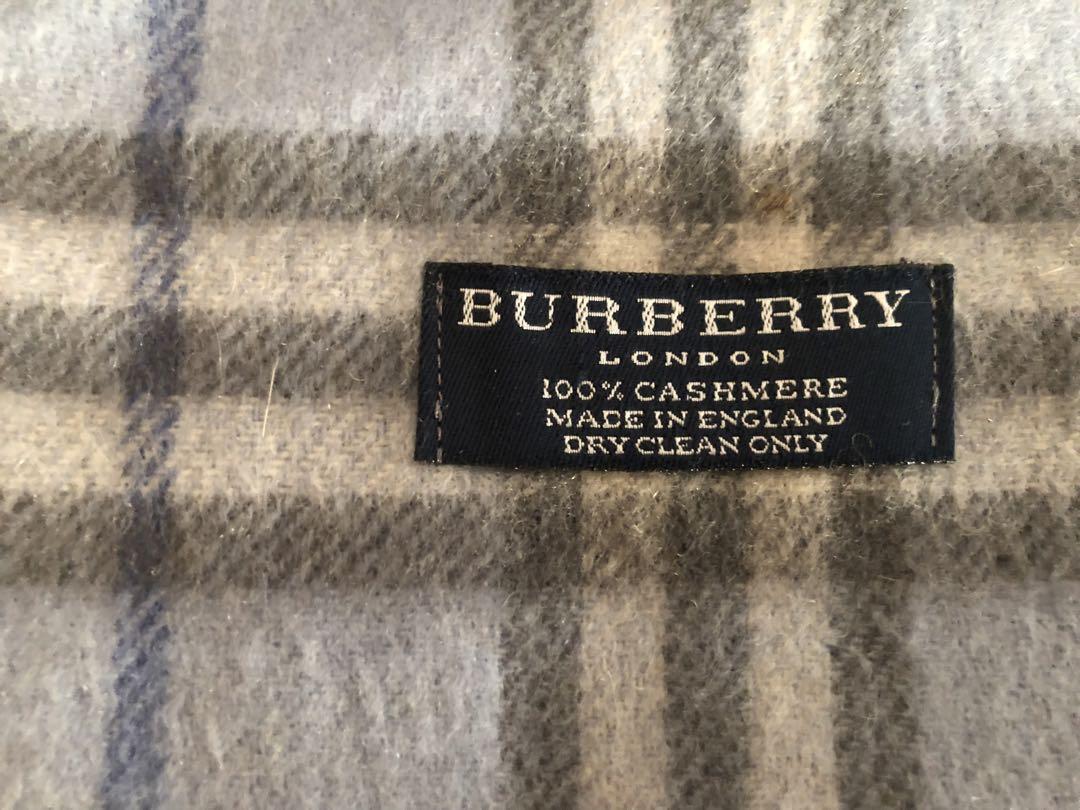 BURBERRY
LONDON
100% CASHMERE
MADE IN ENGLAND
DRY CLEAN ONLY